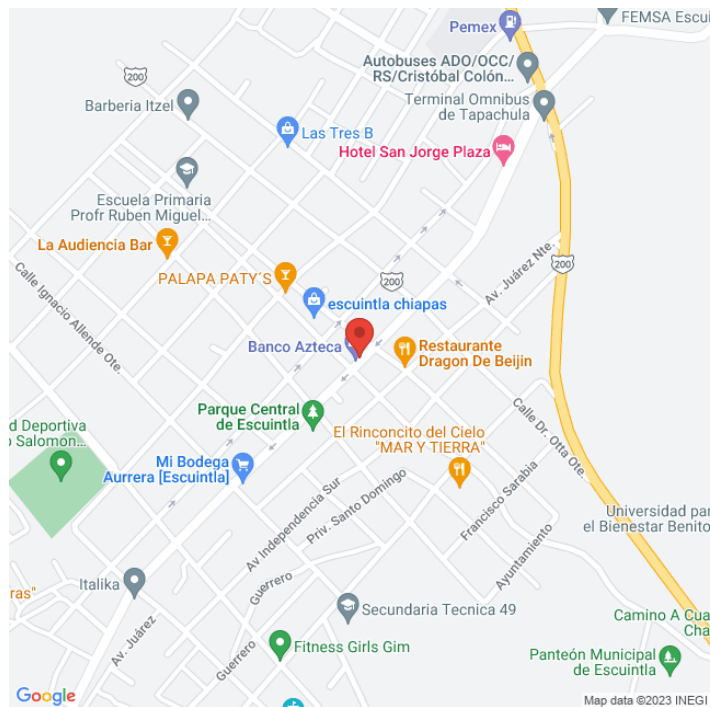 FEMSA Escui
Pemex
Autobuses ADO/OCC/
RS/Cristóbal Colón...
200
Barberia Itzel
Terminal Omnibus
de Tapachula
Las Tres B
Hotel San Jorge Plaza
Escuela Primaria
Profr Ruben Miguel...
La Audiencia Bar
PALAPA PATY´S
200
200
Av. Juárez Nte.
Calle Ignacio Allende Ote.
escuintla chiapas
Banco Azteca
Restaurante
Dragon De Beijin
Parque Central
de Escuintla
Calle Dr. Otta Ote.
d Deportiva
o Salomon...
El Rinconcito del Cielo
"MAR Y TIERRA"
Mi Bodega
Aurrera [Escuintla]
Av Independencia Sur
Priv. Santo Domingo
Francisco Sarabia
Universidad par
el Bienestar Benito
Ayuntamiento
Italika
ras"
Guerrero
Secundaria Tecnica 49
Camino A Cua
Cha
Av. Juárez
Guerrero
Fitness Girls Gim
Panteón Municipal
de Escuintla
Google
Map data ©2023 INEGI